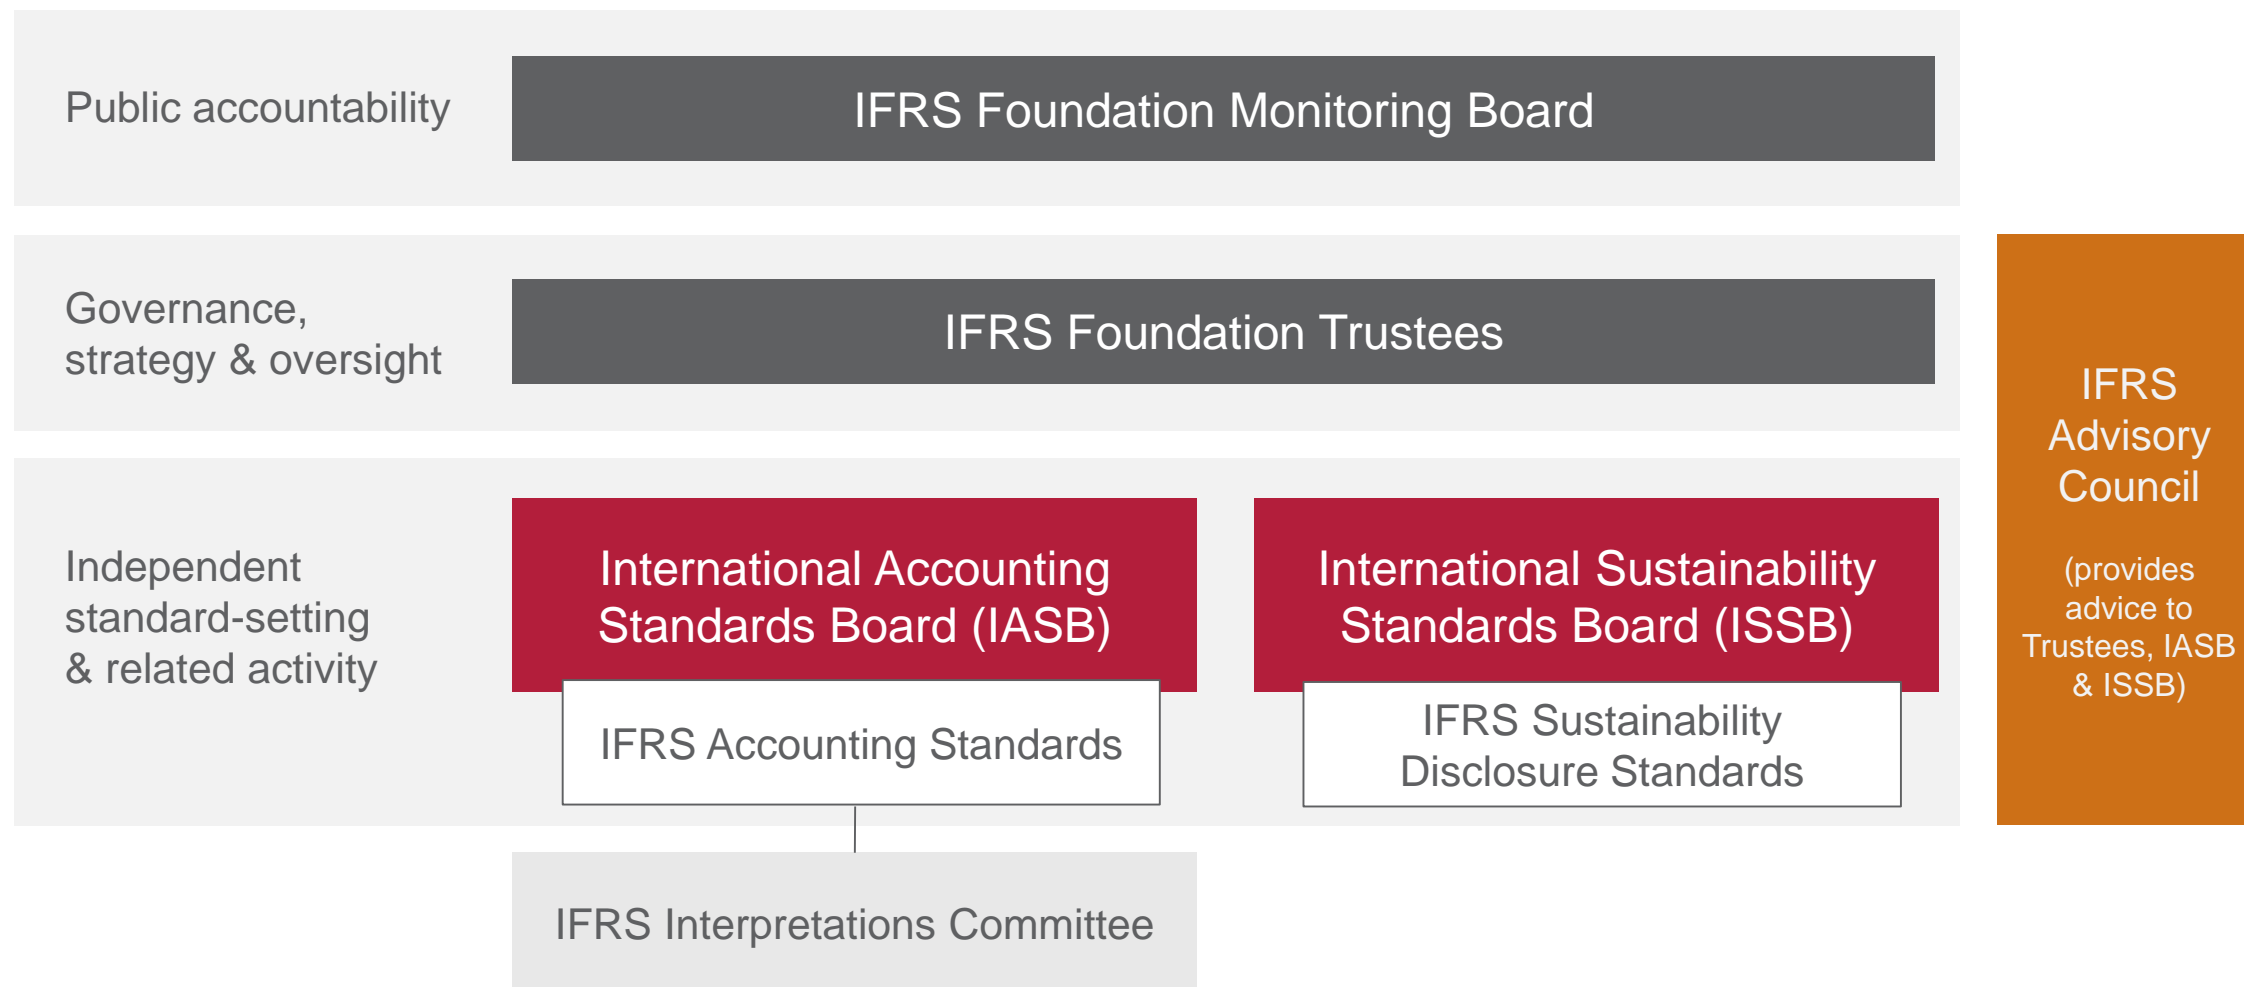 Public accountability
IFRS Foundation Monitoring Board
Governance,
strategy & oversight
IFRS Foundation Trustees
Independent
standard-setting
& related activity
International Accounting
Standards Board (IASB)
IFRS Accounting Standards
International Sustainability
Standards Board (ISSB)
IFRS Sustainability
Disclosure Standards
IFRS Interpretations Committee
IFRS
Advisory
Council
(provides
advice to
Trustees, IASB
& ISSB)